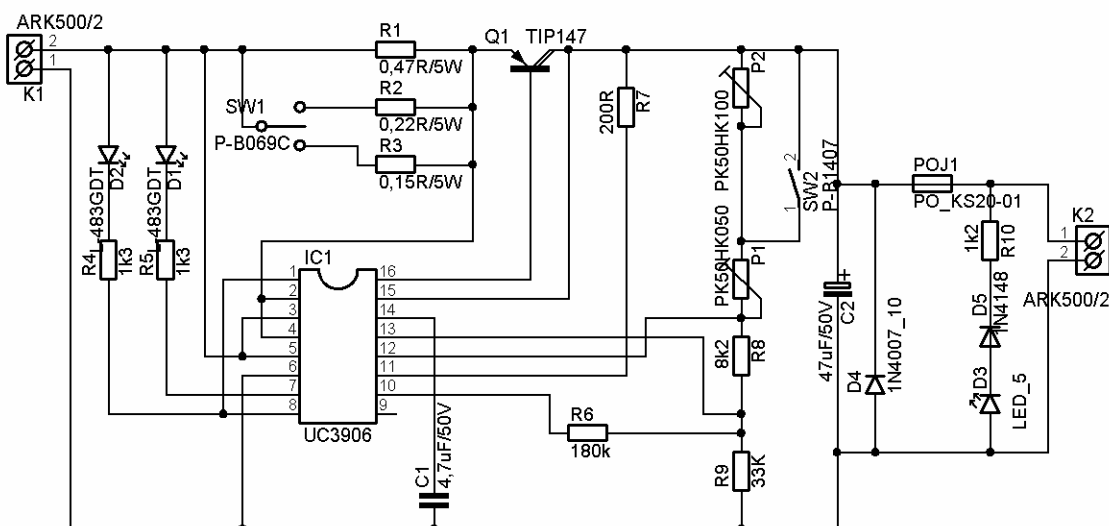 ARK500/2
2
1
K1
R1
0,47R/5W
R2
0,22R/5W
R3
0,15R/5W
SW1
P-B069C
Q1
TIP147
200R
R7
P2
PK50HK100
SW2
P-B1407
2
1
P1
PK50HK050
POJ1
PO_KS20-01
K2
1
2
ARK500/2
1k2
R10
D5
1N4148
D3
LED_5
D2
L-483GDT
D1
L-483GDT
R4
1k3
R5
1k3
IC1
1
2
3
4
5
6
7
8
16
15
14
13
12
11
10
9
UC3906
8k2
R8
R6
180k
R9
33K
C1
4,7uF/50V
47uF/50V
+
C2
D4
1N4007_10